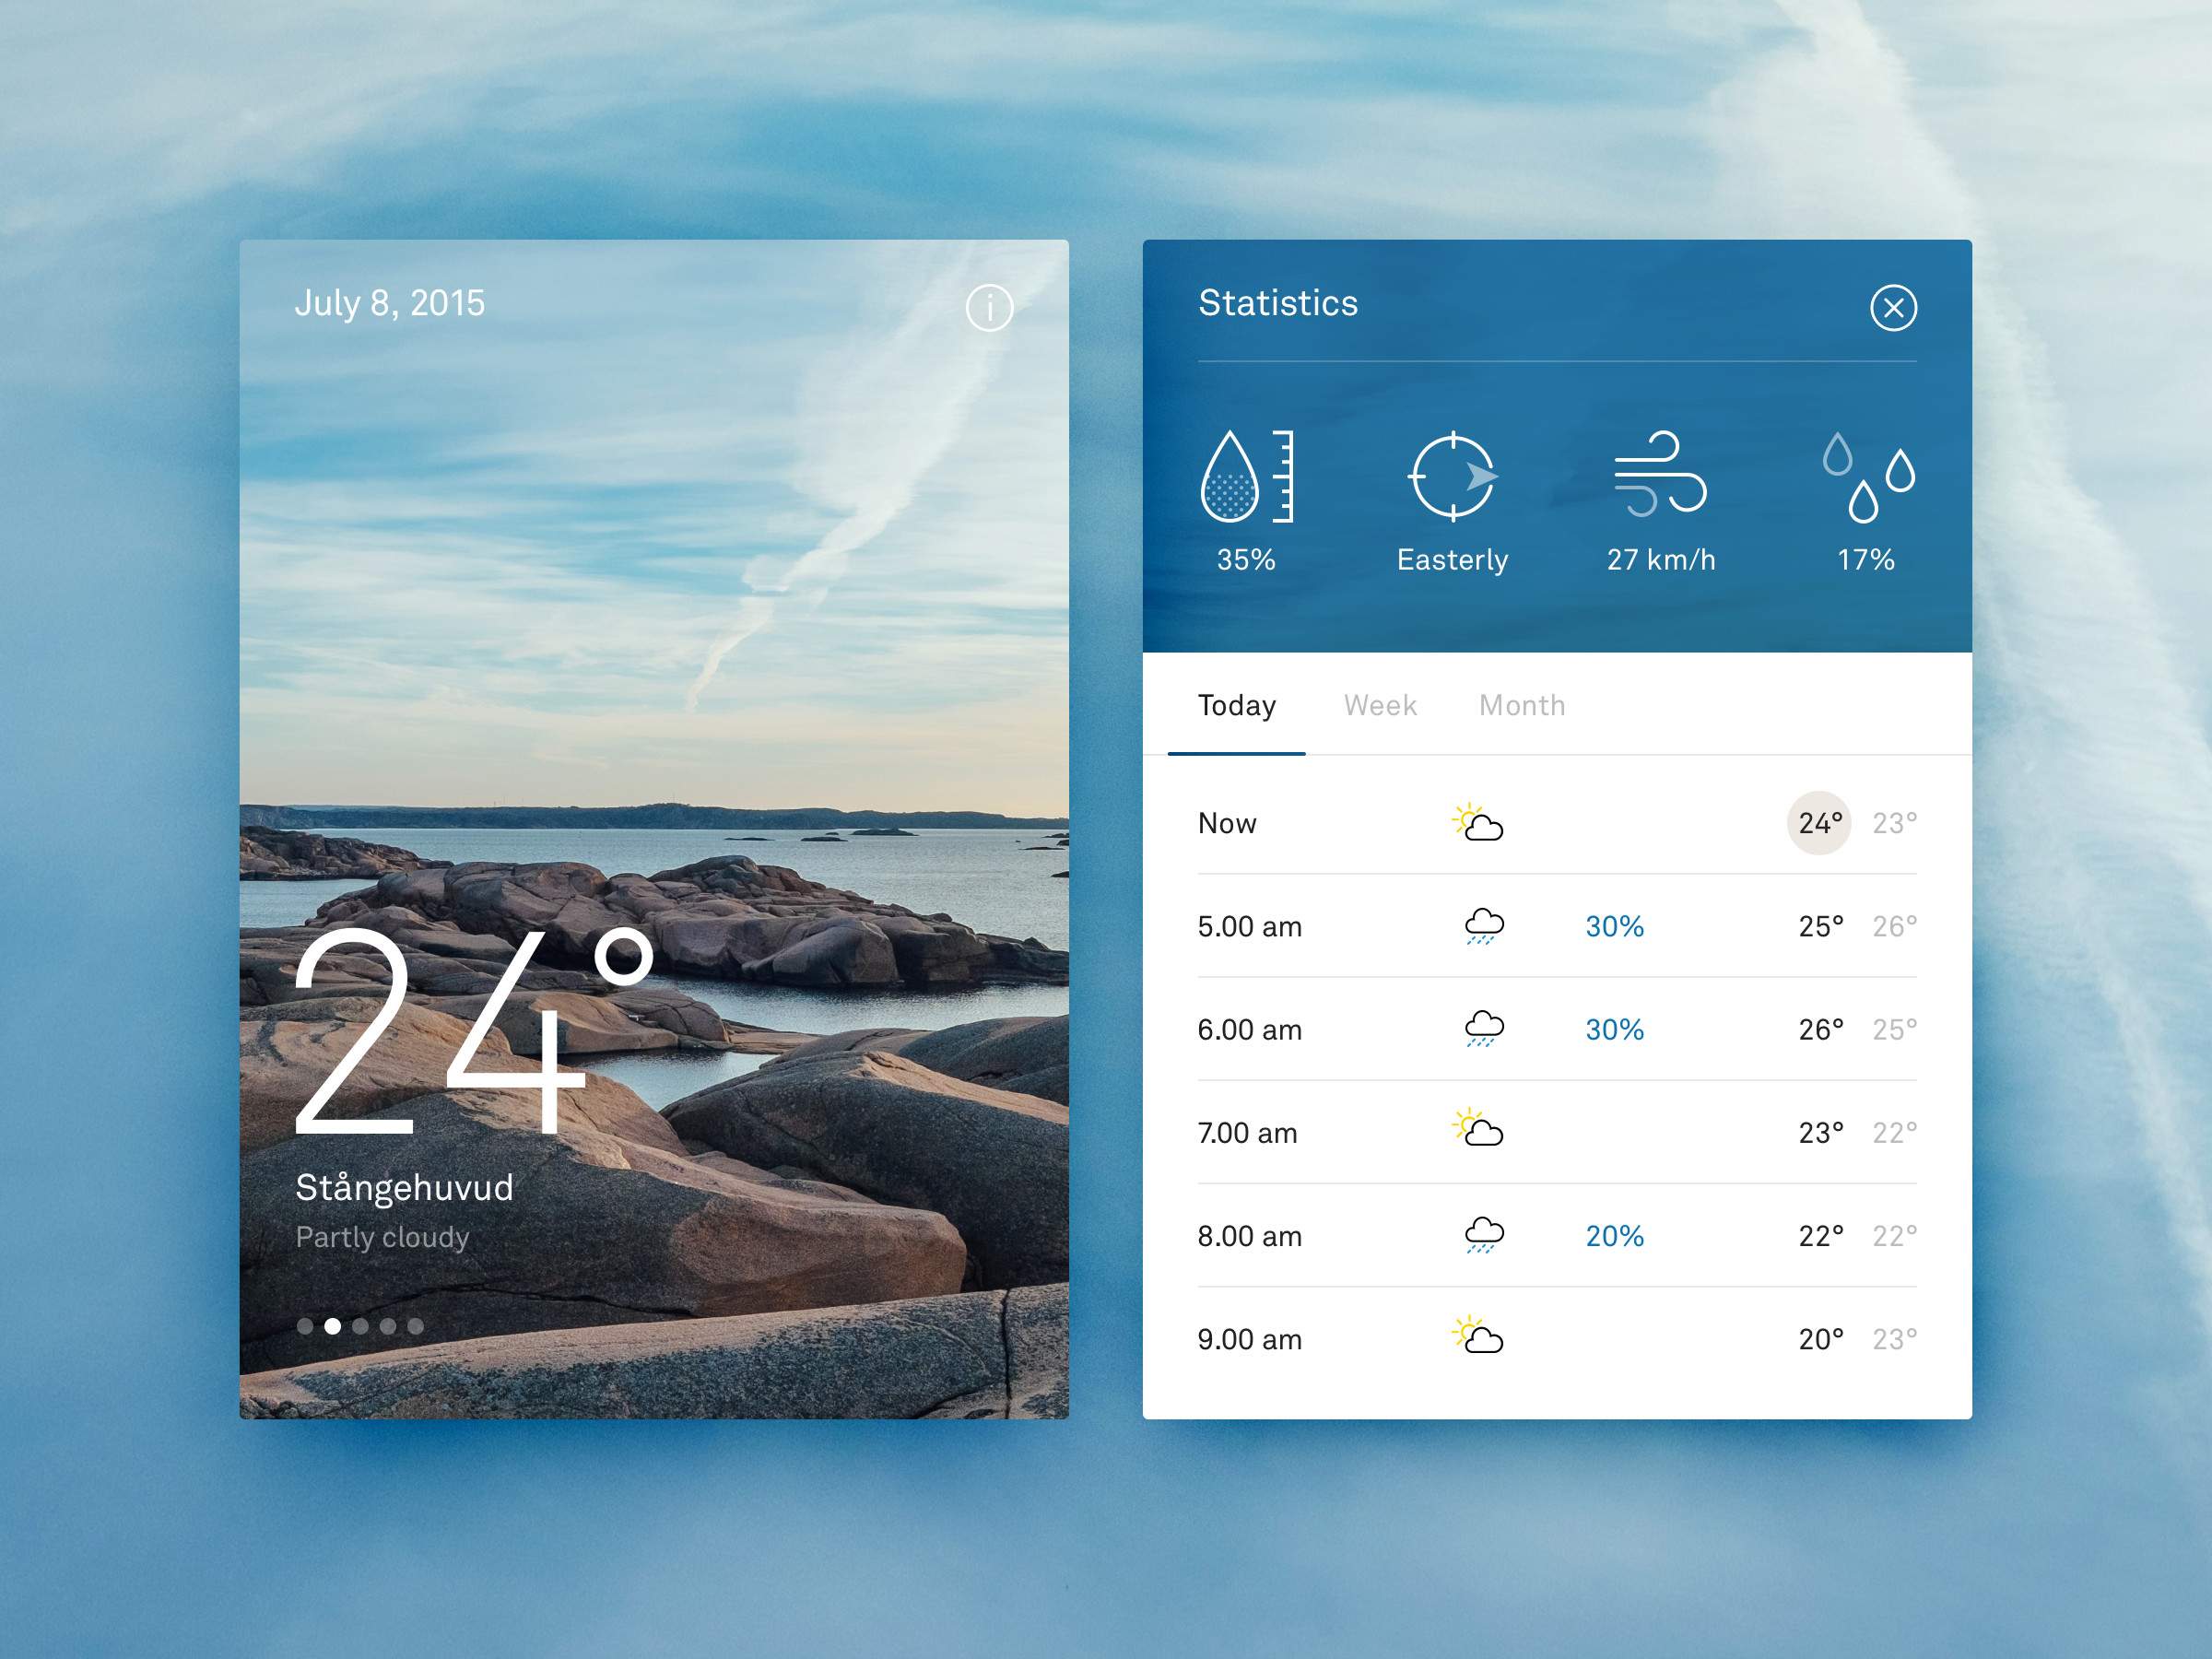 July 8, 2015
24°
Stångehuvud
Partly cloudy
Statistics
35% Easterly 27 km/h 17%
Today Week Month
Now 24° 23°
5.00 am 30% 25° 26°
6.00 am 30% 26° 25°
7.00 am 23° 22°
8.00 am 20% 22° 22°
9.00 am 20° 23°